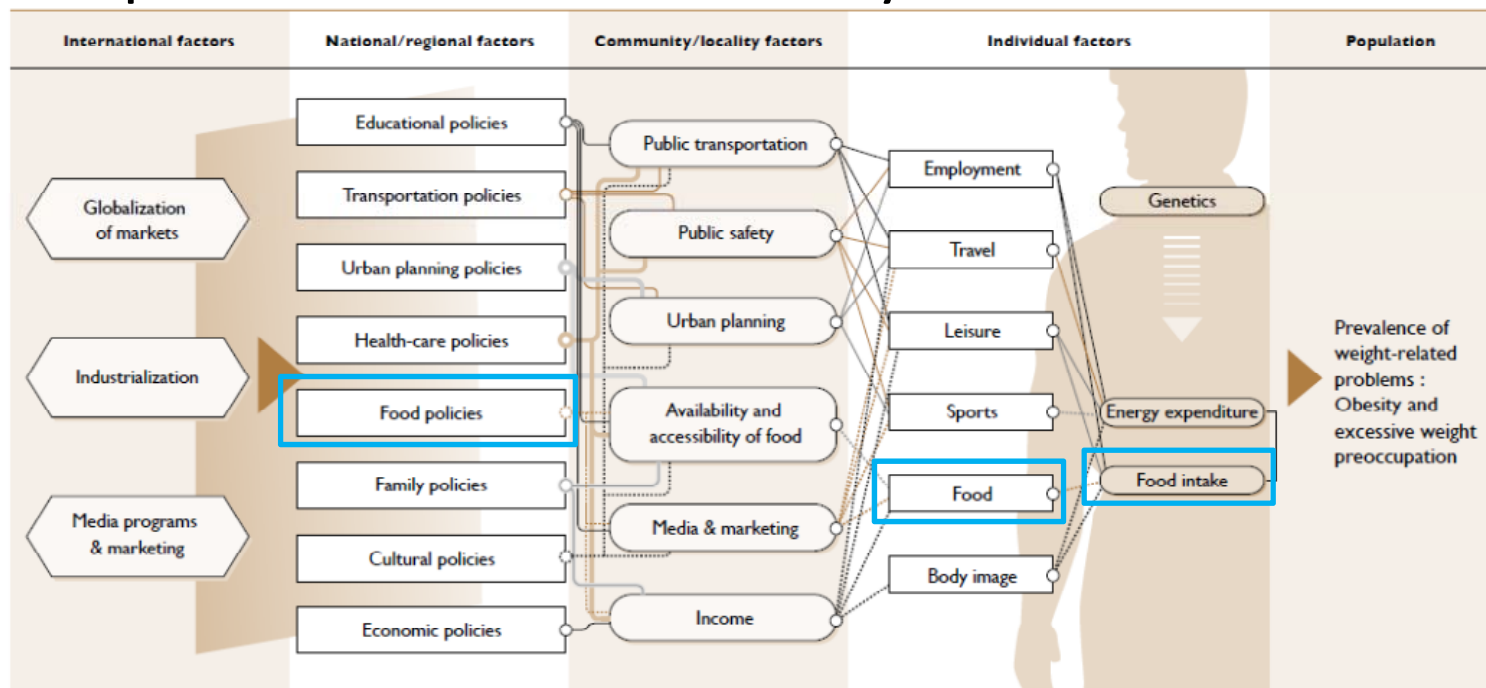 International factors
National/regional factors
Community/locality factors
Individual factors
Population
Globalization
of markets
Industrialization
Media programs
& marketing
Educational policies
Transportation policies
Urban planning policies
Health-care policies
Food policies
Family policies
Cultural policies
Economic policies
Public transportation
Public safety
Urban planning
Availability and
accessibility of food
Media & marketing
Income
Employment
Travel
Leisure
Sports
Food
Body image
Genetics
Energy expenditure
Food intake
Prevalence of
weight-related
problems :
Obesity and
excessive weight
preoccupation